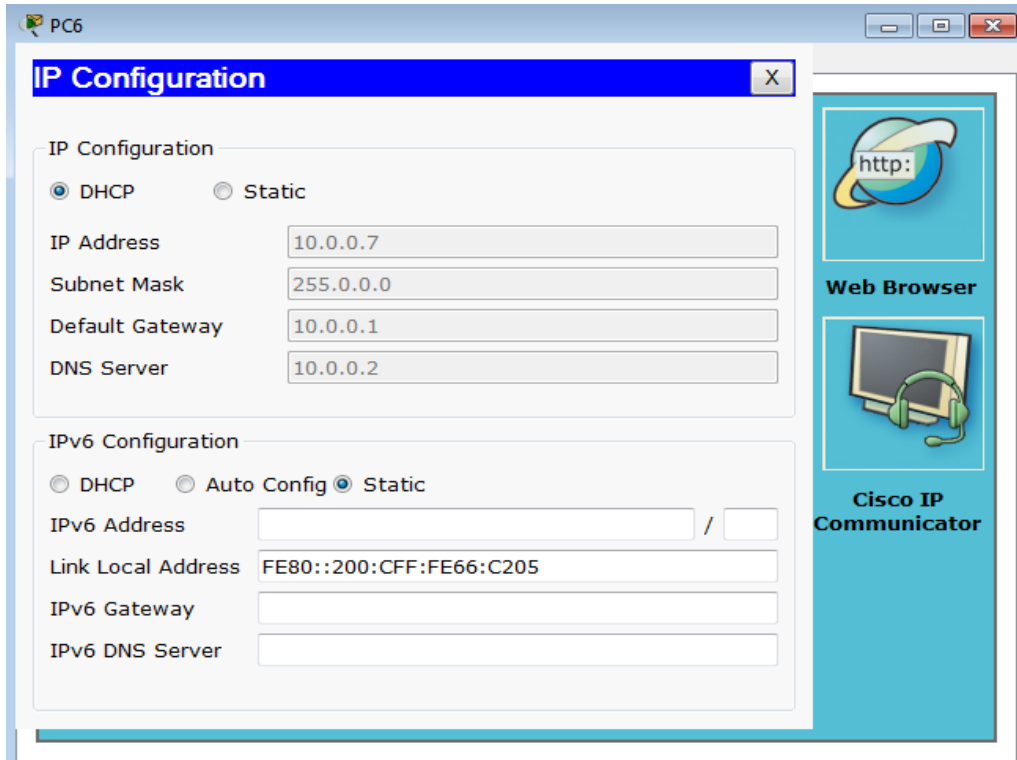 PC6
IP Configuration
X
IP Configuration
DHCP Static
IP Address 10.0.0.7
Subnet Mask 255.0.0.0
Default Gateway 10.0.0.1
DNS Server 10.0.0.2
IPv6 Configuration
DHCP Auto Config Static
IPv6 Address /
Link Local Address FE80::200:CFF:FE66:C205
IPv6 Gateway
IPv6 DNS Server
http:
Web Browser
Cisco IP
Communicator